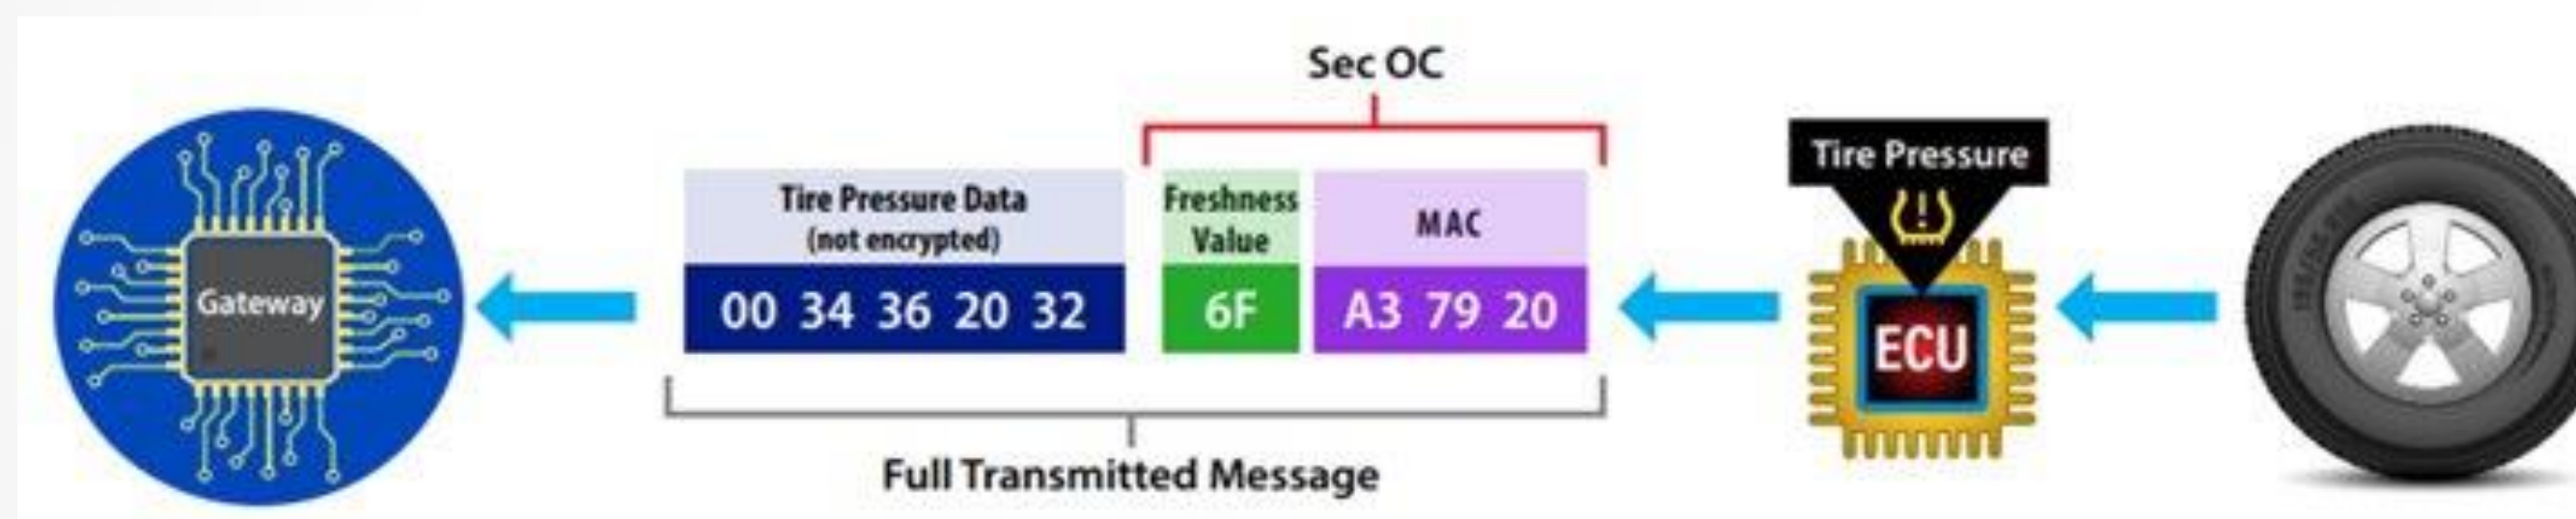 Sec OC
Gateway
Tire Pressure Data
(not encrypted)
00 34 36 20 32
Freshness
Value
6F
MAC
A3 79 20
Full Transmitted Message
Tire Pressure
!
ECU